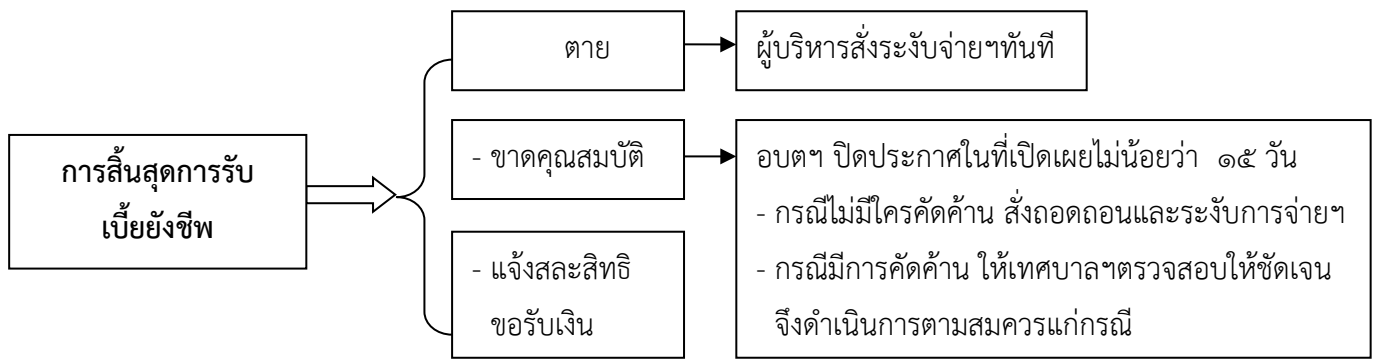 การสิ้นสุดการรับ
เบี้ยยังชีพ
ตาย
ผู้บริหารสั่งระงับจ่ายฯทันที
- ขาดคุณสมบัติ
- แจ้งสละสิทธิ
ขอรับเงิน
อบตฯ ปิดประกาศในที่เปิดเผยไม่น้อยว่า ๑๕ วัน
- กรณีไม่มีใครคัดค้าน สั่งถอดถอนและระงับการจ่ายฯ
- กรณีมีการคัดค้าน ให้เทศบาลฯตรวจสอบให้ชัดเจน
จึงดำเนินการตามสมควรแก่กรณี